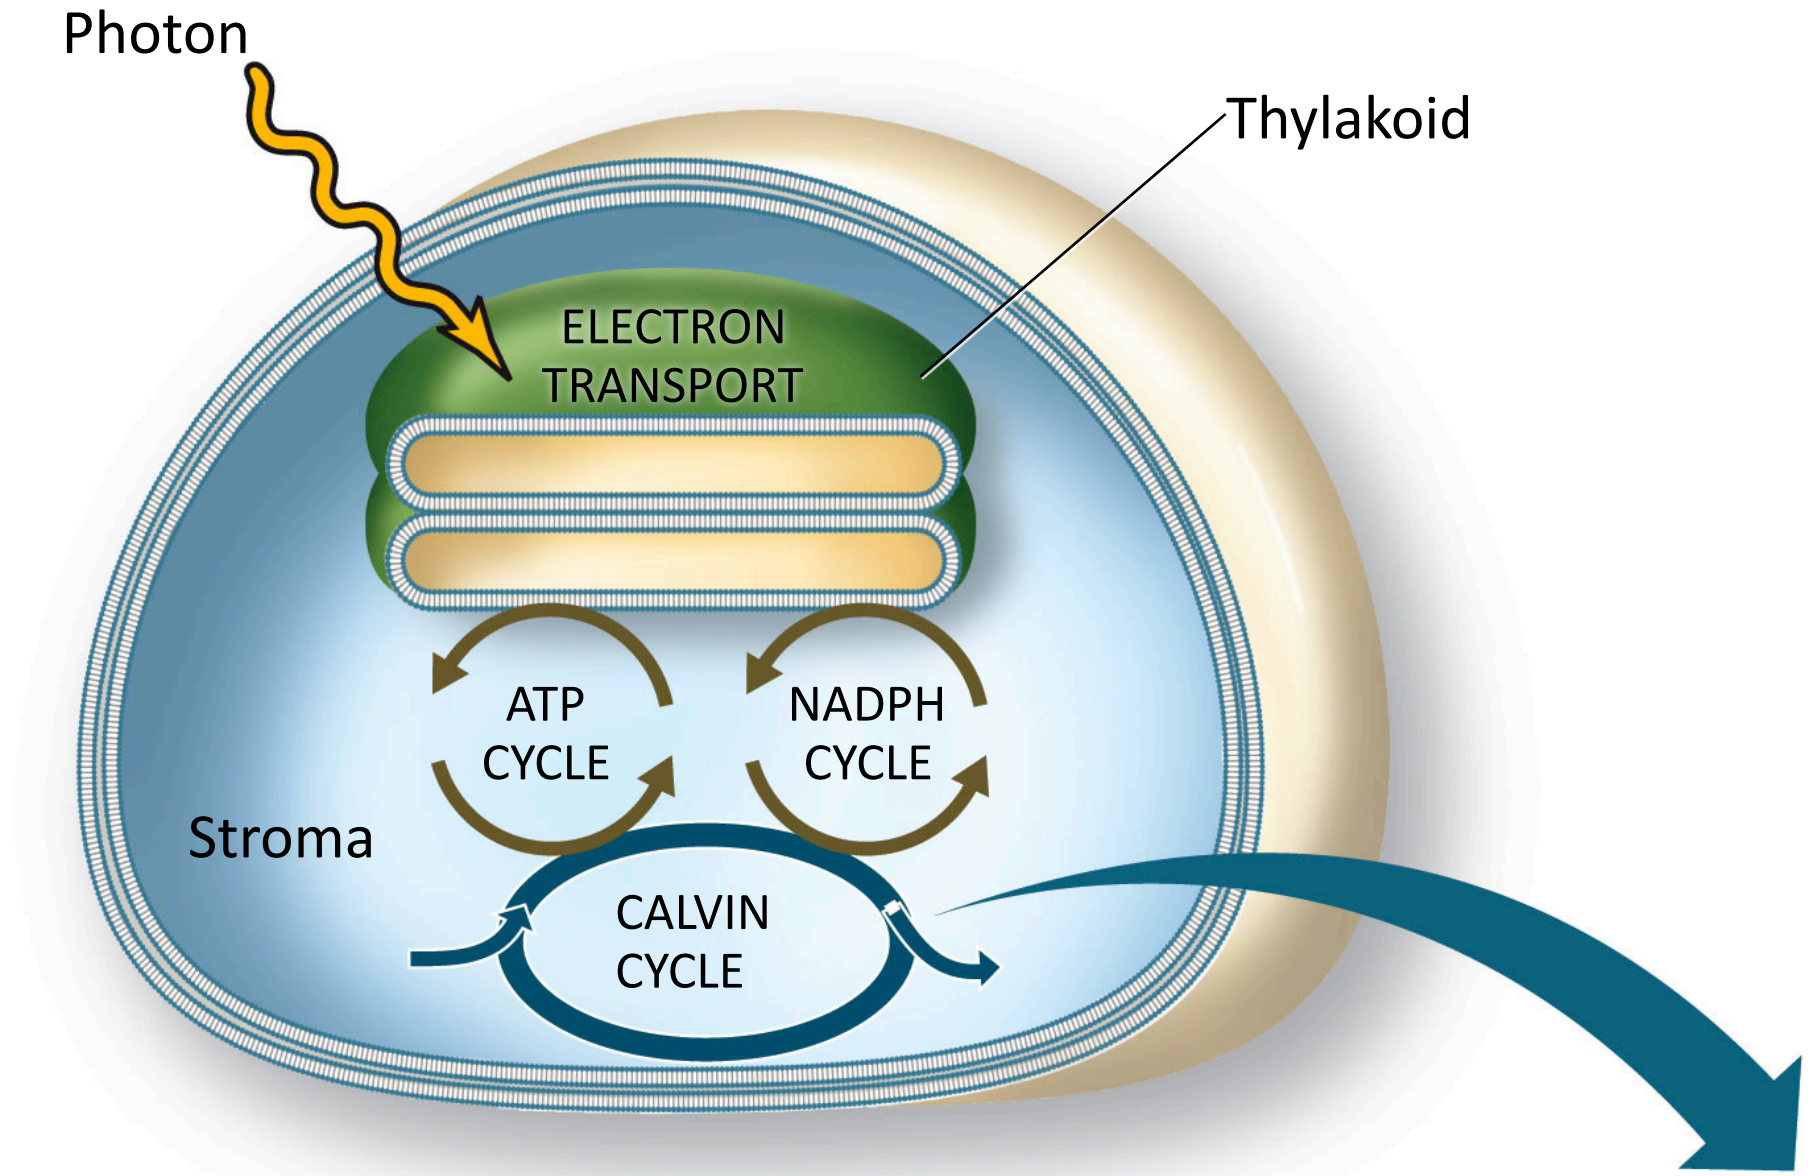 Photon
Thylakoid
ELECTRON
TRANSPORT
ATP
CYCLE
NADPH
CYCLE
Stroma
CALVIN
CYCLE